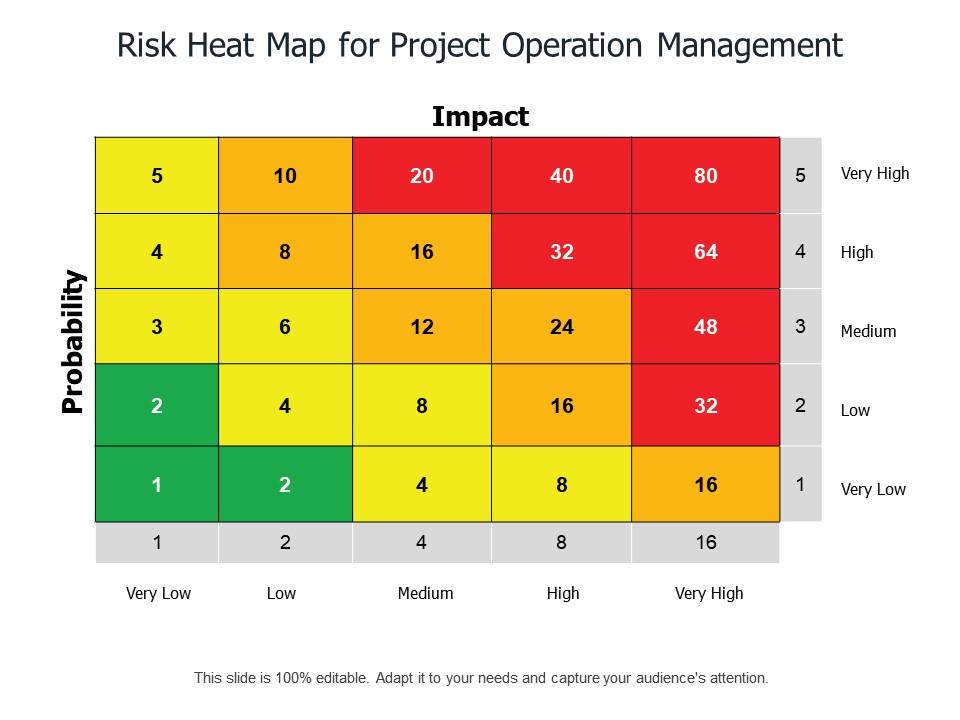 Risk Heat Map for Project Operation Management
Impact
Probability
5 10 20 40 80 5 Very High
4 8 16 32 64 4 High
3 6 12 24 48 3 Medium
2 4 8 16 32 2 Low
1 2 4 8 16 1 Very Low
1 2 4 8 16
Very Low Low Medium High Very High
This slide is 100% editable. Adapt it to your needs and capture your audience's attention.